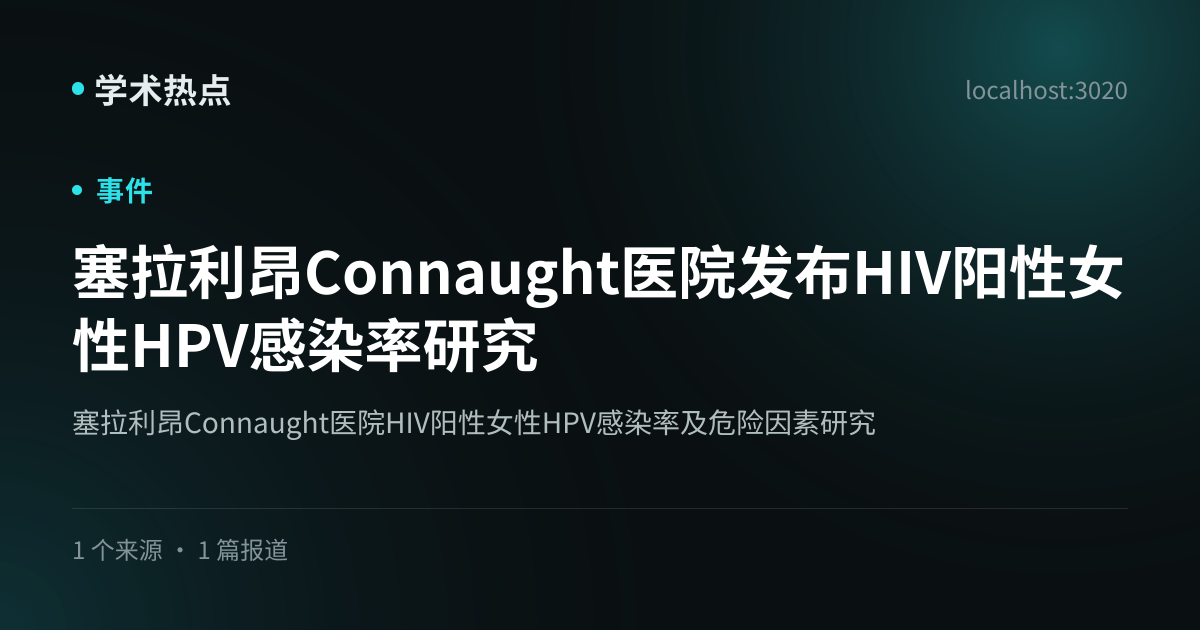 学术热点
localhost:3020
事件
塞拉利昂Connaught医院发布HIV阳性女
性HPV感染率研究
塞拉利昂Connaught医院HIV阳性女性HPV感染率及危险因素研究
1 个来源 · 1 篇报道